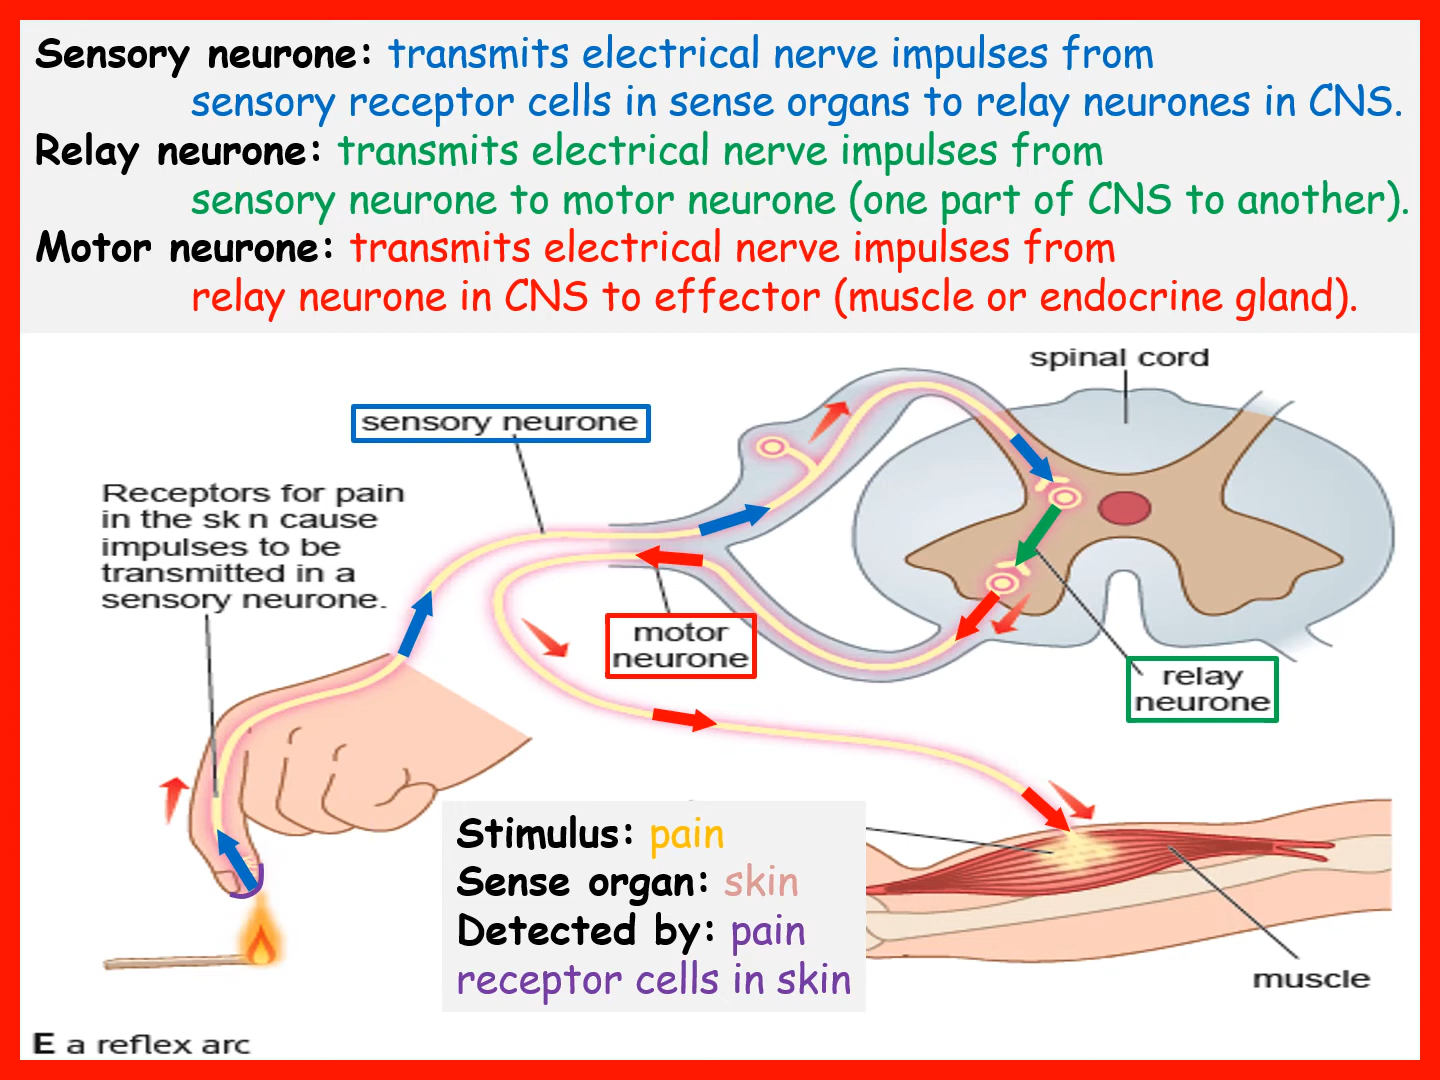 Sensory neurone: transmits electrical nerve impulses from
sensory receptor cells in sense organs to relay neurones in CNS.
Relay neurone: transmits electrical nerve impulses from
sensory neurone to motor neurone (one part of CNS to another).
Motor neurone: transmits electrical nerve impulses from
relay neurone in CNS to effector (muscle or endocrine gland).
spinal cord
sensory neurone
Receptors for pain
in the sk n cause
impulses to be
transmitted in a
sensory neurone.
motor
neurone
relay
neurone
Stimulus: pain
Sense organ: skin
Detected by: pain
receptor cells in skin
muscle
E a reflex arc